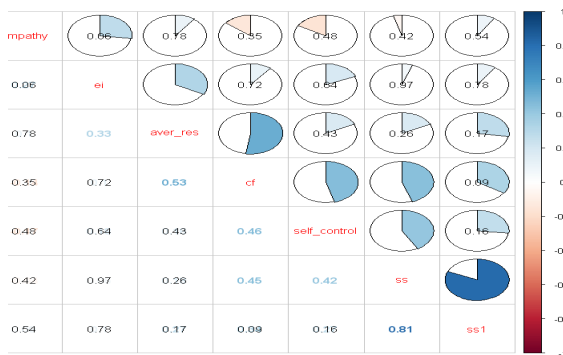 mpathy 0.06 0.78 0.35 0.48 0.42 0.54
0.06 ei 0.72 0.64 0.97 0.78
0.78 0.33 aver_res 0.43 0.26 0.17
0.35 0.72 0.53 cf 0.09
0.48 0.64 0.43 0.46 self_control 0.16
0.42 0.97 0.26 0.45 0.42 ss
0.54 0.78 0.17 0.09 0.16 0.81 ss1